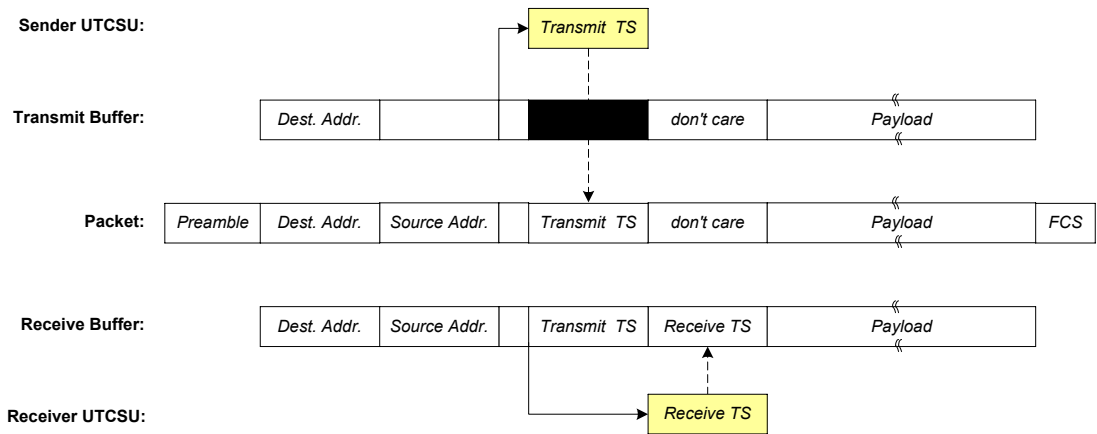 Sender UTCSU: Transmit TS
Transmit Buffer: Dest. Addr. don't care Payload
Packet: Preamble Dest. Addr. Source Addr. Transmit TS don't care Payload FCS
Receive Buffer: Dest. Addr. Source Addr. Transmit TS Receive TS Payload
Receiver UTCSU: Receive TS